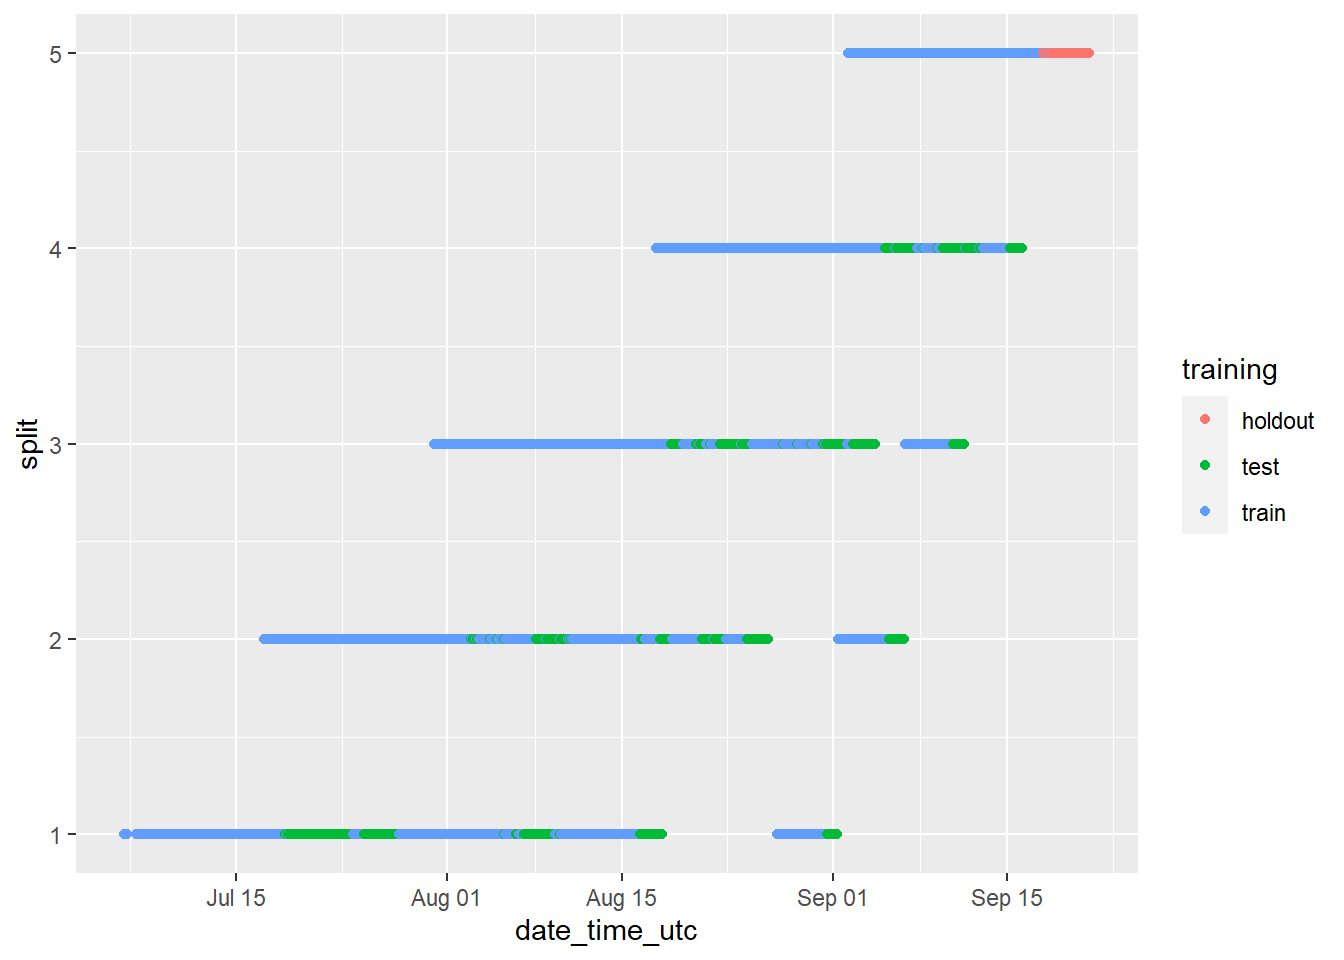 5
4
3
2
1
split
Jul 15
Aug 01
Aug 15
Sep 01
Sep 15
date_time_utc
training
holdout
test
train